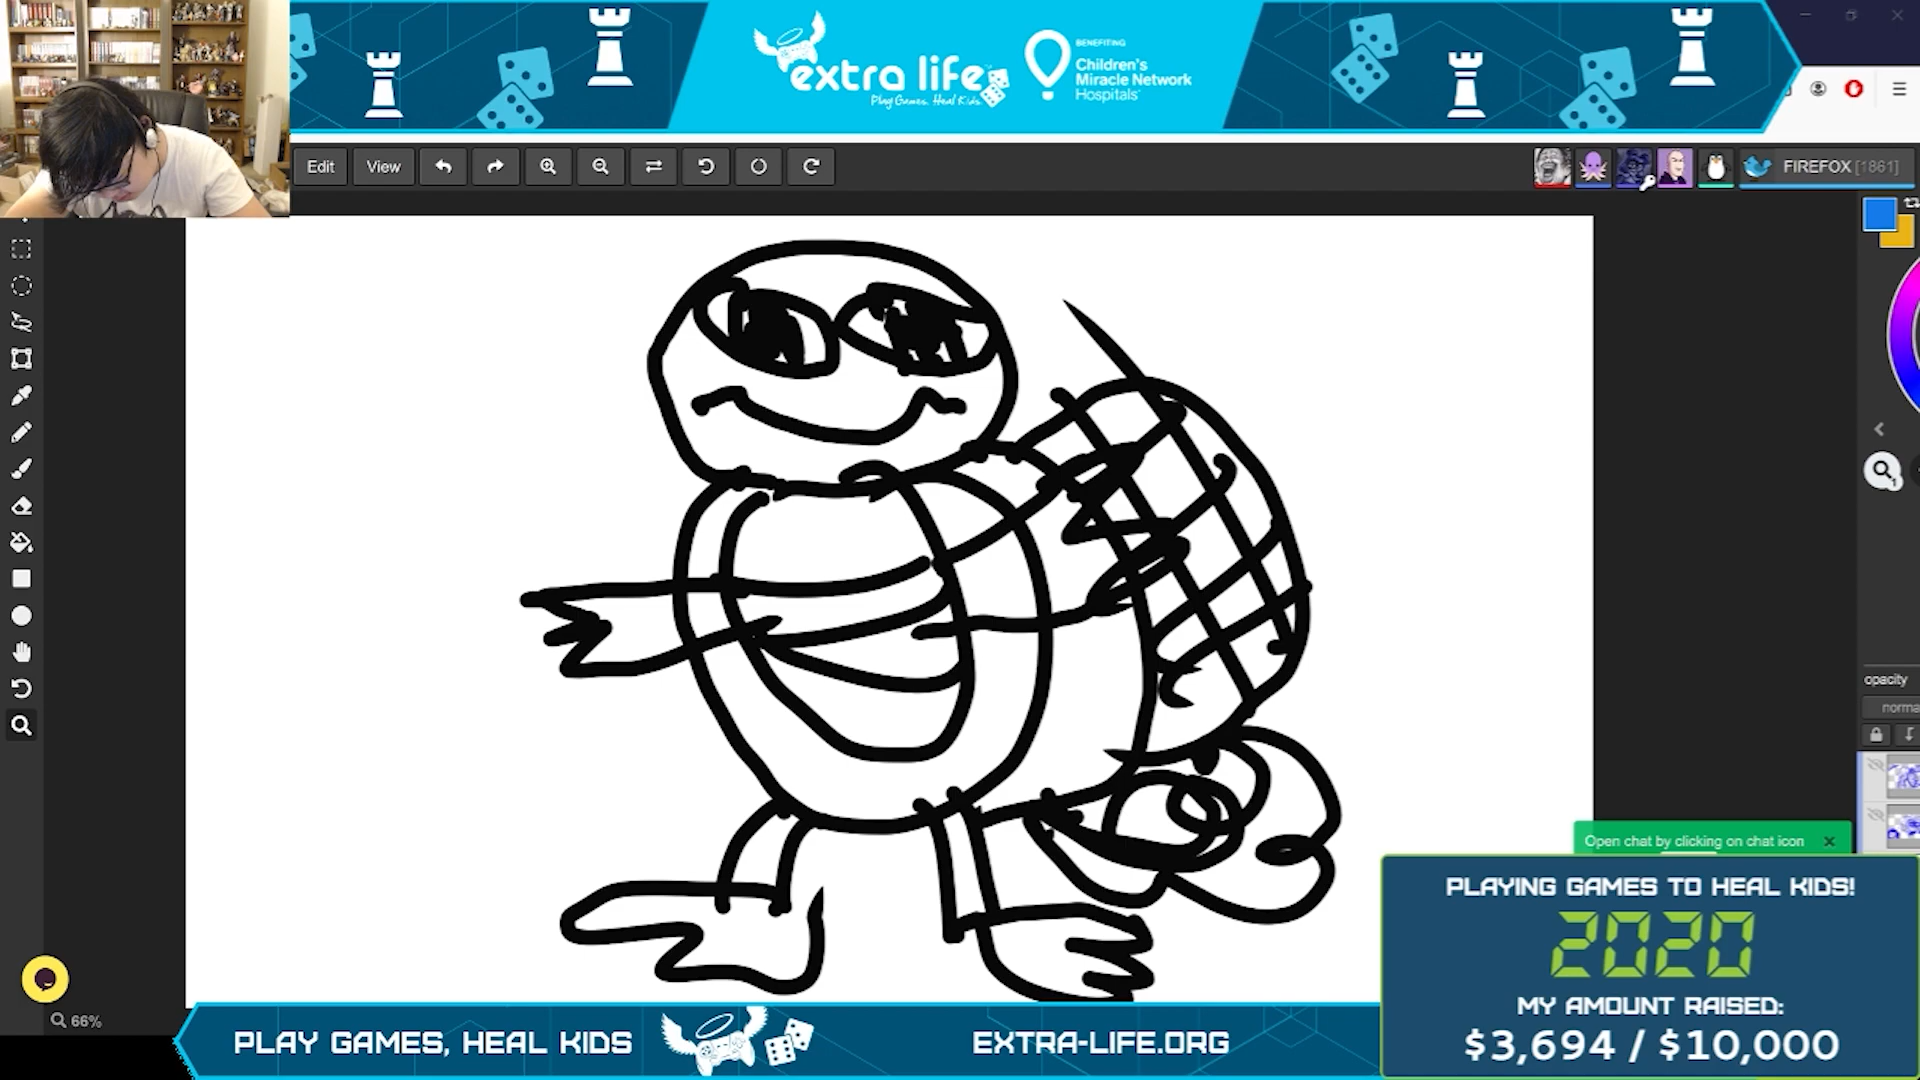 extra life
Play Games. Heal Kids.
BENEFITING
Children's
Miracle Network
Hospitals
Edit
View
FIREFOX [1861]
opacity
norma
Open chat by clicking on chat icon
PLAYING GAMES TO HEAL KIDS!
2020
MY AMOUNT RAISED:
$3,694 / $10,000
66%
PLAY GAMES, HEAL KIDS
EXTRA-LIFE.ORG